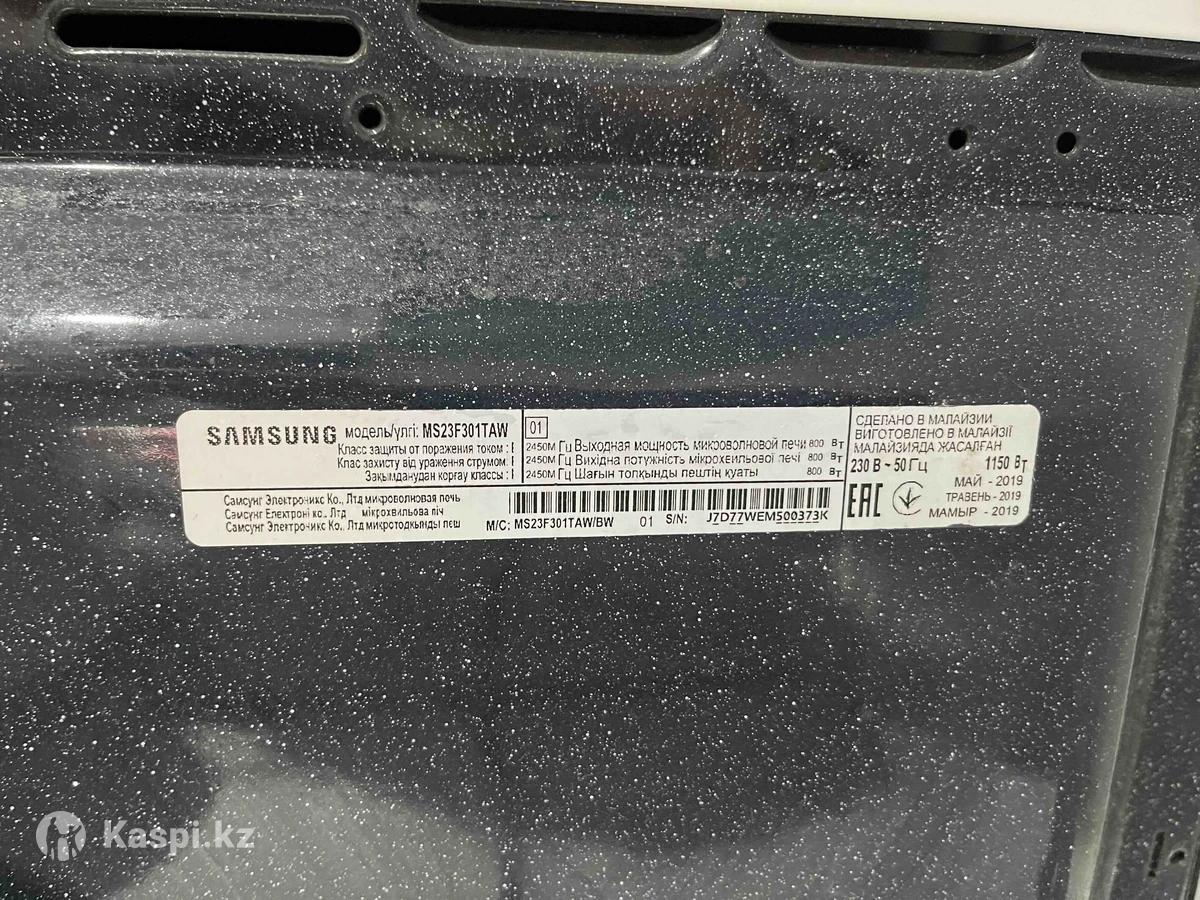 SAMSUNG модель/үлгі: MS23F301TAW
Класс защиты от поражения током : I
Клас захисту від ураження струмом: I
Зақымданудан қорғау классы : I
Самсунг Электроникс Ко., Лтд микроволновая печь
Самсунг Електроні ко., Лтд мікрохвильова піч
Самсунг Электроникс Ко., Лтд микротолқынды пеш
01
2450М Гц Выходная мощность микроволновой печи 800 Вт
2450М Гц Вихідна потужність мікрохвильової печі 800 Вт
2450М Гц Шағын толқынды пештің қуаты 800 Вт
M/C: MS23F301TAW/BW 01 S/N: J7D77WEM500373K
СДЕЛАНО В МАЛАЙЗИИ
ВИГОТОВЛЕНО В МАЛАЙЗІЇ
МАЛАЙЗИЯДА ЖАСАЛҒАН
230 В ~ 50 Гц 1150 Вт
EAC
МАЙ - 2019
ТРАВЕНЬ - 2019
МАМЫР - 2019
Kaspi.kz